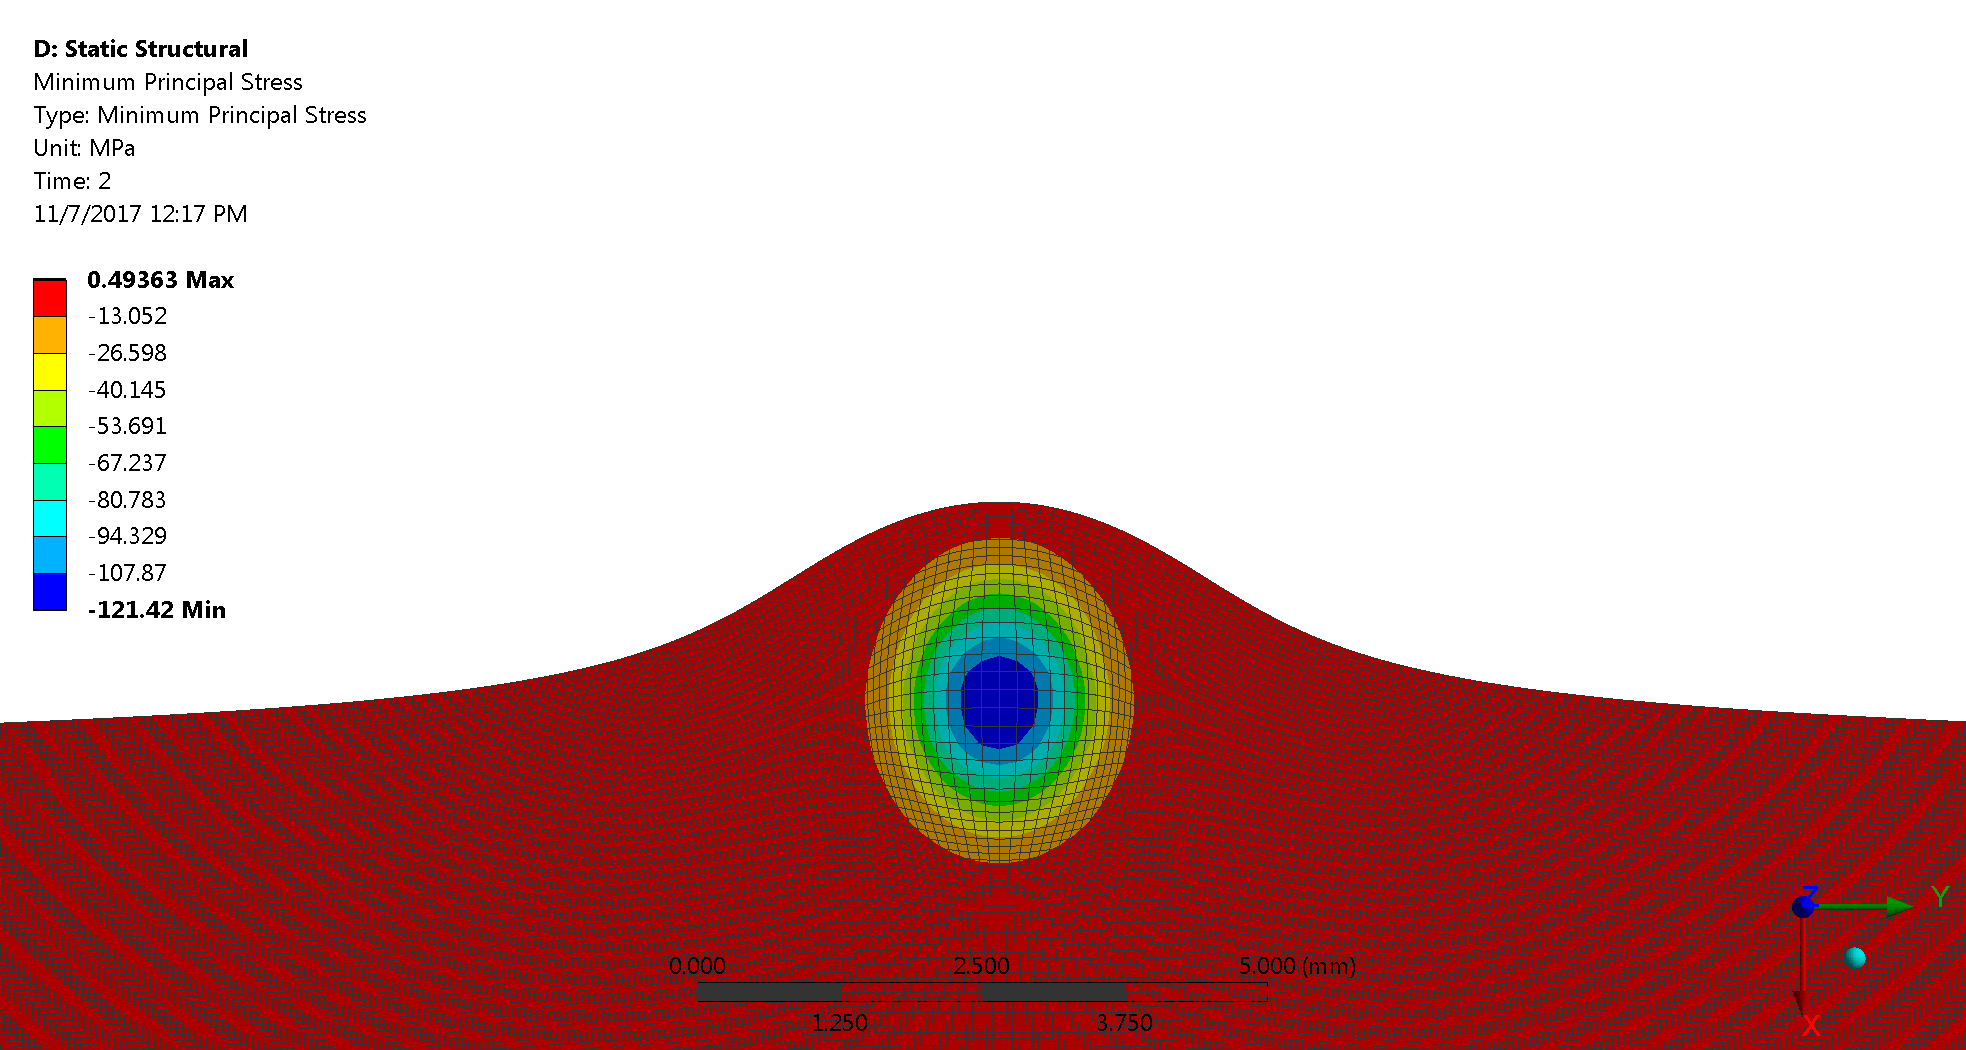 D: Static Structural
Minimum Principal Stress
Type: Minimum Principal Stress
Unit: MPa
Time: 2
11/7/2017 12:17 PM
0.49363 Max
-13.052
-26.598
-40.145
-53.691
-67.237
-80.783
-94.329
-107.87
-121.42 Min
Z
Y
X
0.000 2.500 5.000 (mm)
1.250 3.750